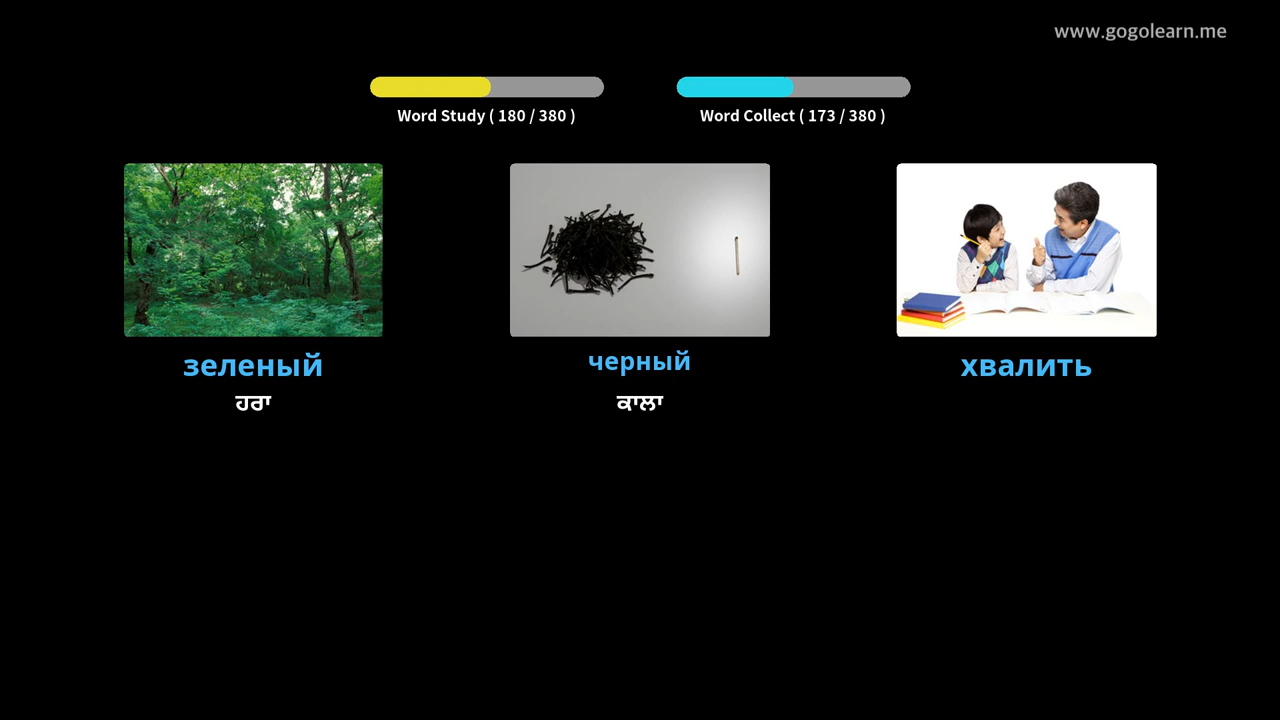 www.gogolearn.me
Word Study ( 180 / 380 )
Word Collect ( 173 / 380 )
зеленый
черный
хвалить
ਹਰਾ
ਕਾਲਾ